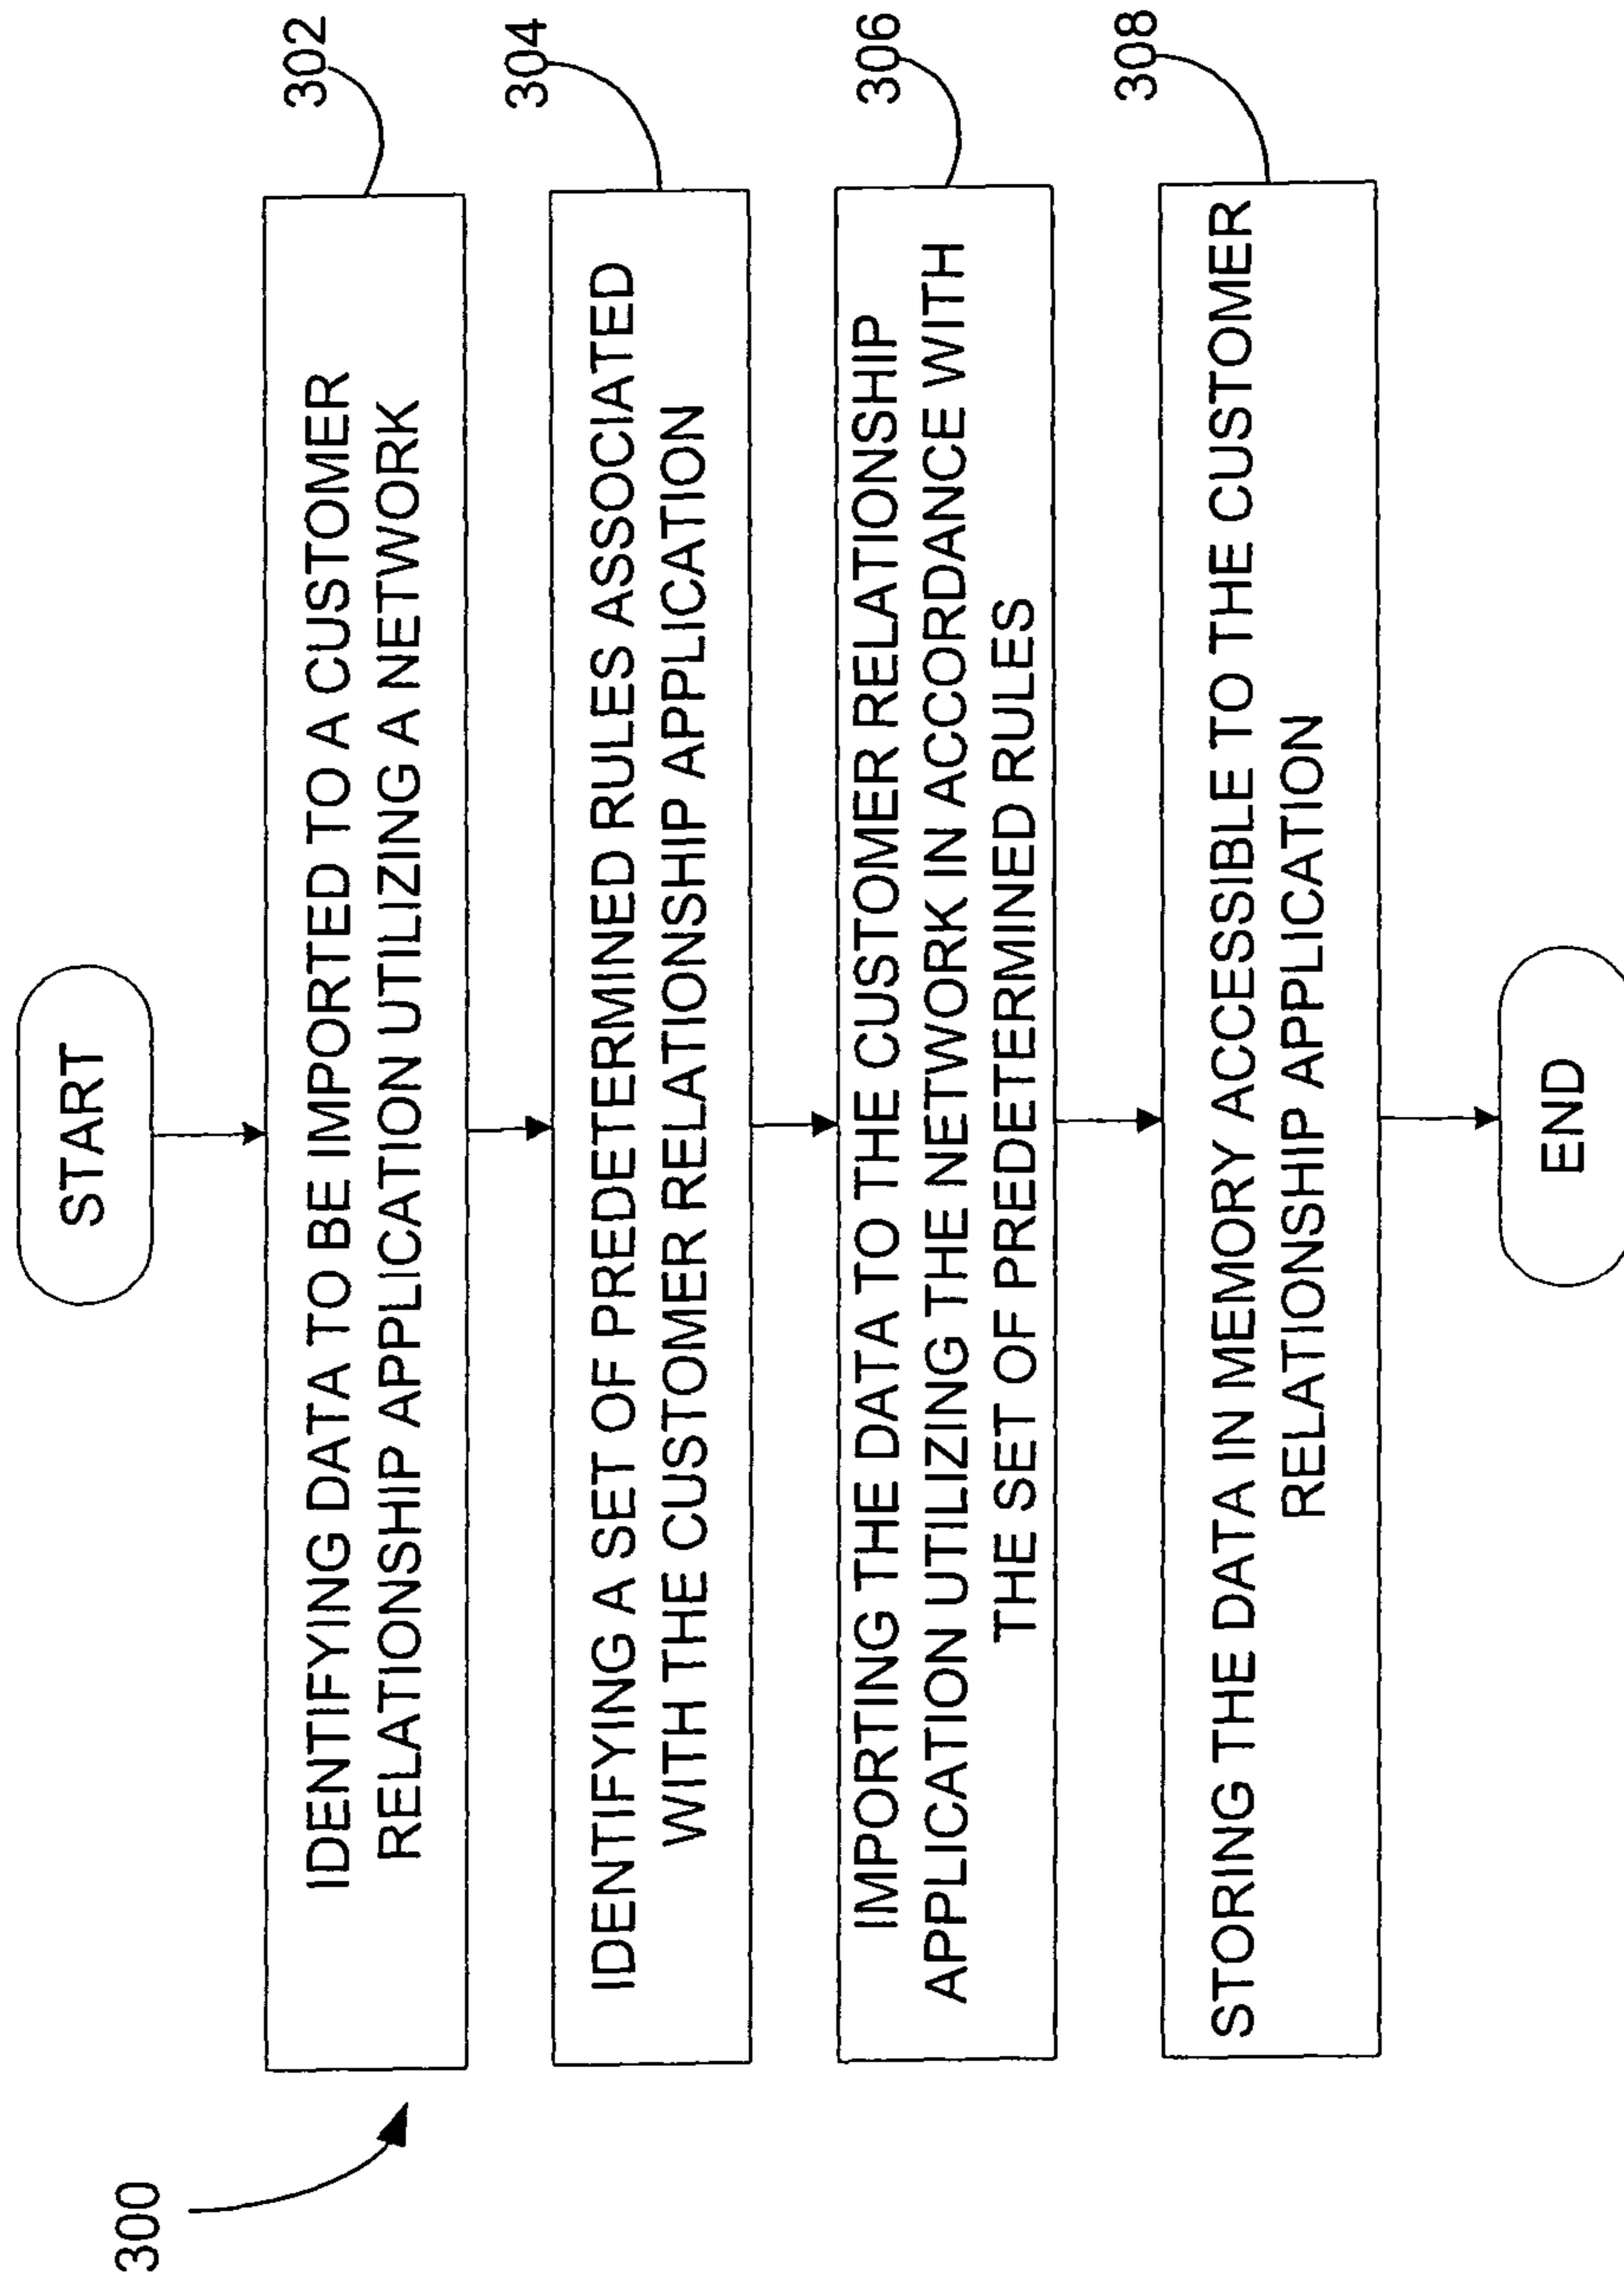 300
START
302
IDENTIFYING DATA TO BE IMPORTED TO A CUSTOMER
RELATIONSHIP APPLICATION UTILIZING A NETWORK
304
IDENTIFYING A SET OF PREDETERMINED RULES ASSOCIATED
WITH THE CUSTOMER RELATIONSHIP APPLICATION
306
IMPORTING THE DATA TO THE CUSTOMER RELATIONSHIP
APPLICATION UTILIZING THE NETWORK IN ACCORDANCE WITH
THE SET OF PREDETERMINED RULES
308
STORING THE DATA IN MEMORY ACCESSIBLE TO THE CUSTOMER
RELATIONSHIP APPLICATION
END